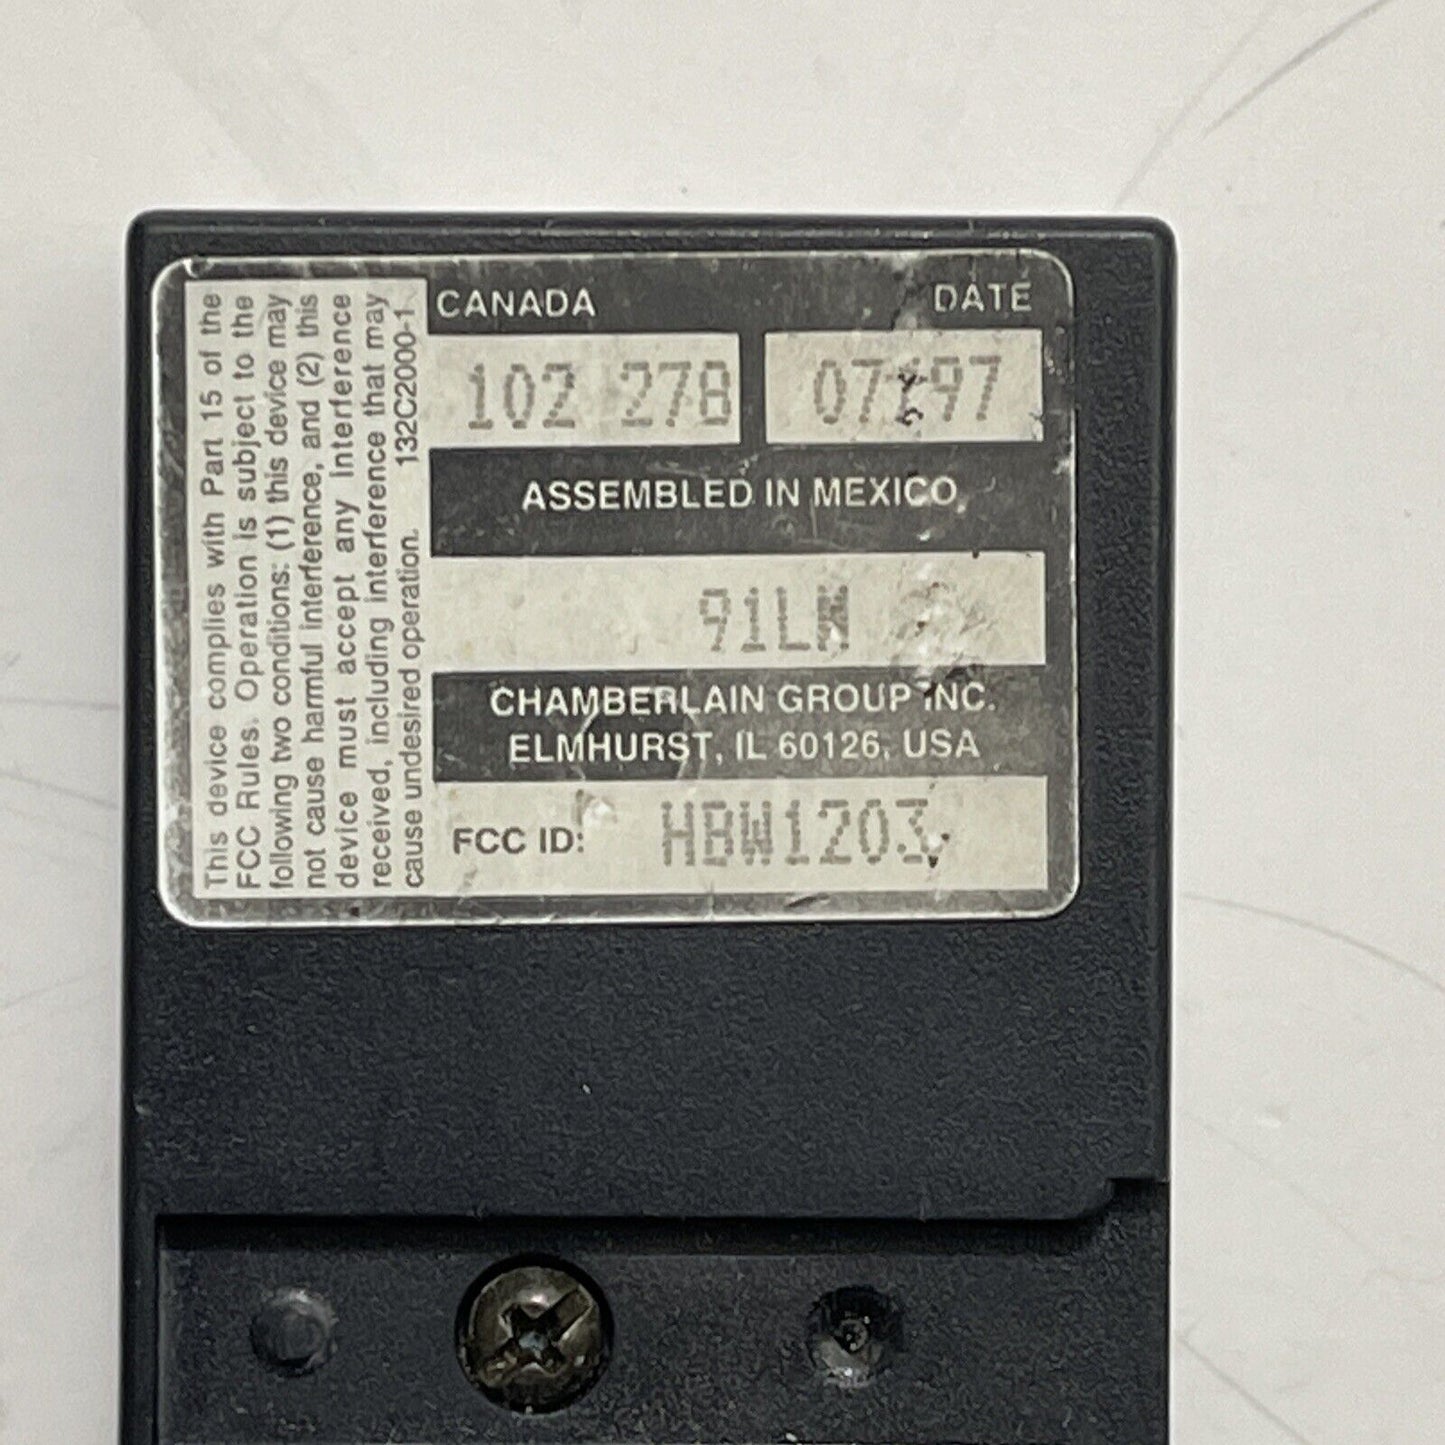 This device complies with Part 15 of the
FCC Rules. Operation is subject to the
following two conditions: (1) this device may
not cause harmful interference, and (2) this
device must accept any interference
received, including interference that may
cause undesired operation. 132C2000-1
CANADA
102 278
DATE
ASSEMBLED IN MEXICO
CHAMBERLAIN GROUP INC.
ELMHURST, IL 60126, USA
FCC ID: HBW1203